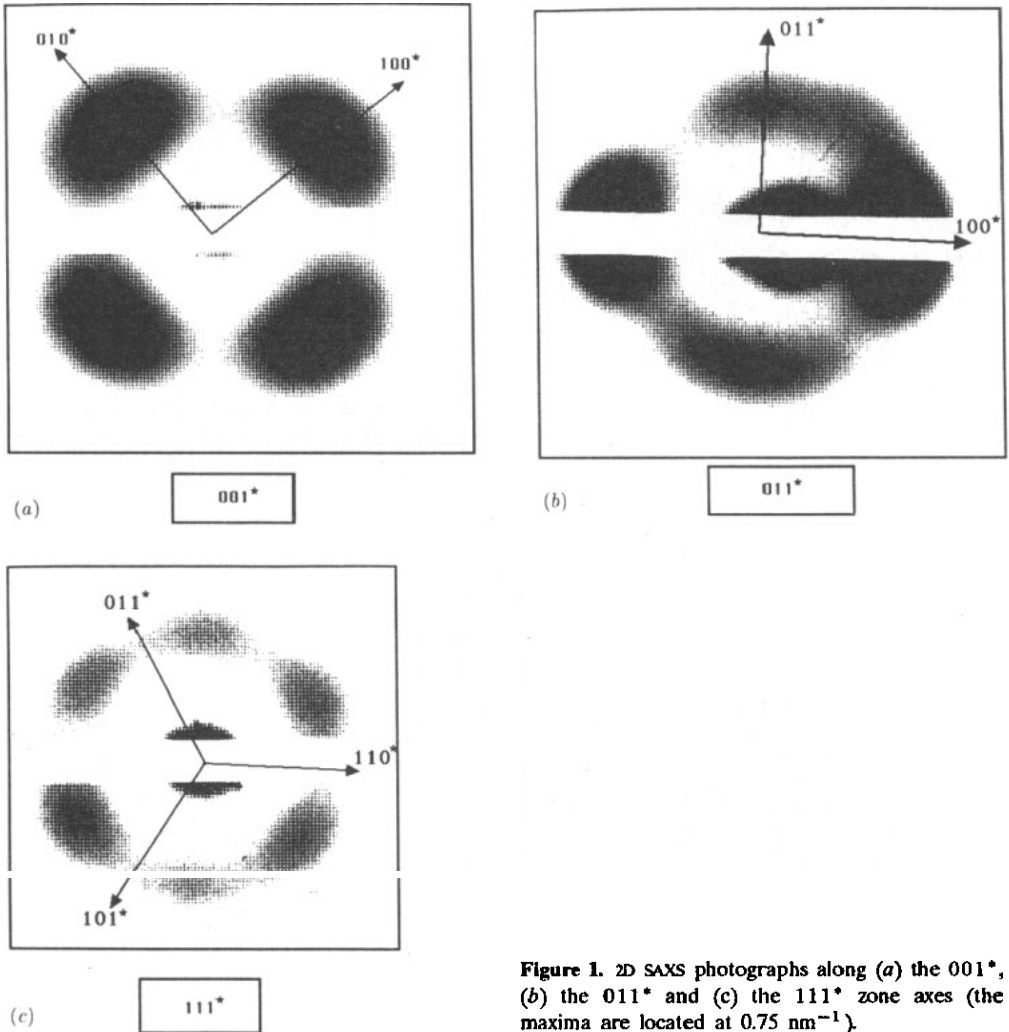 010*
100*
001*
(a)
011*
100*
011*
(b)
011*
110*
101*
111*
(c)
Figure 1. 2D SAXS photographs along (a) the 001*,
(b) the 011* and (c) the 111* zone axes (the
maxima are located at 0.75 nm⁻¹).